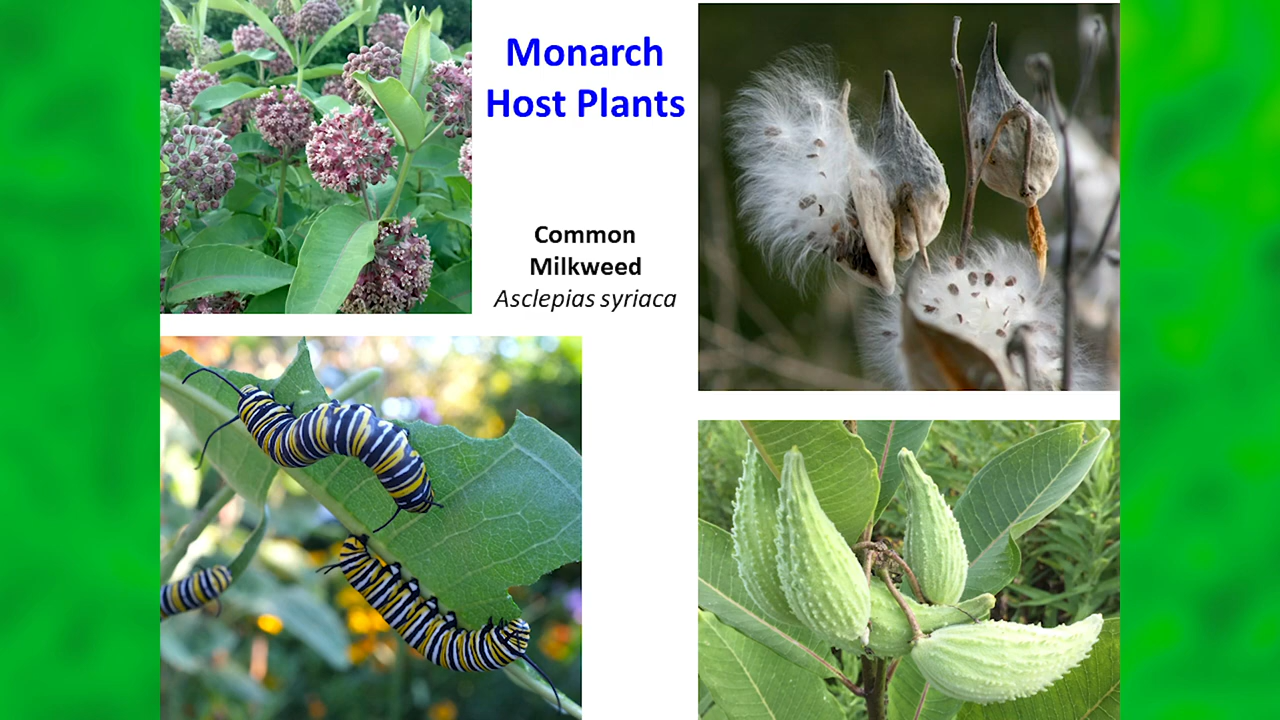 Monarch
Host Plants
Common
Milkweed
Asclepias syriaca